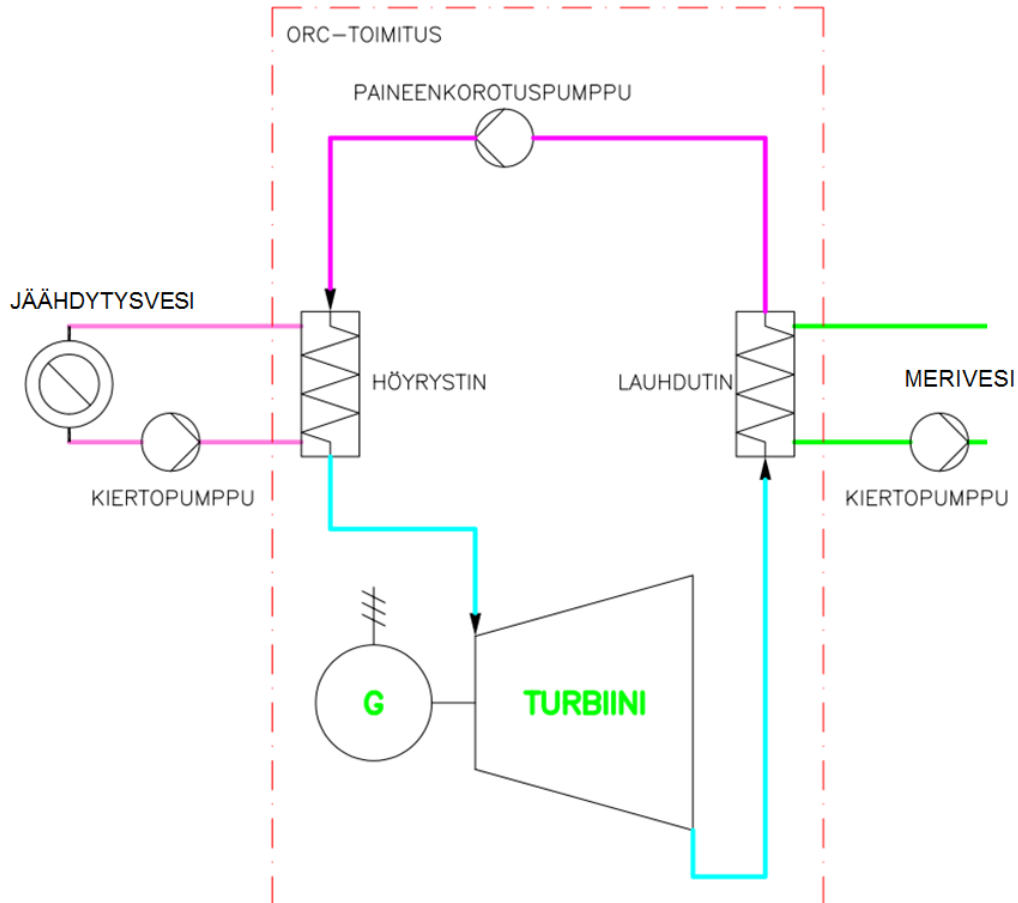 ORC-TOIMITUS
PAINEENKOROTUSPUMPPU
JÄÄHDYTYSVESI
HÖYRYSTIN
LAUHDUTIN
MERIVESI
KIERTOPUMPPU
KIERTOPUMPPU
G
TURBIINI